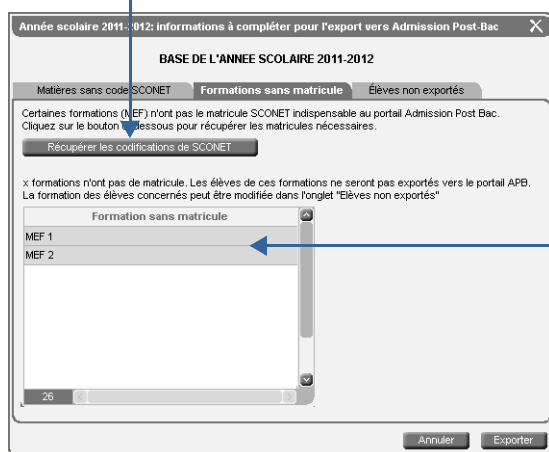 Année scolaire 2011-2012: informations à compléter pour l'export vers Admission Post-Bac
BASE DE L'ANNEE SCOLAIRE 2011-2012
Matières sans code SCONET Formations sans matricule Élèves non exportés
Certaines formations (MEF) n'ont pas le matricule SCONET indispensable au portail Admission Post Bac.
Cliquez sur le bouton ci-dessous pour récupérer les matricules nécessaires.
Récupérer les codifications de SCONET
x formations n'ont pas de matricule. Les élèves de ces formations ne seront pas exportés vers le portail APB.
La formation des élèves concernés peut être modifiée dans l'onglet "Elèves non exportés"
Formation sans matricule
MEF 1
MEF 2
26
Annuler Exporter